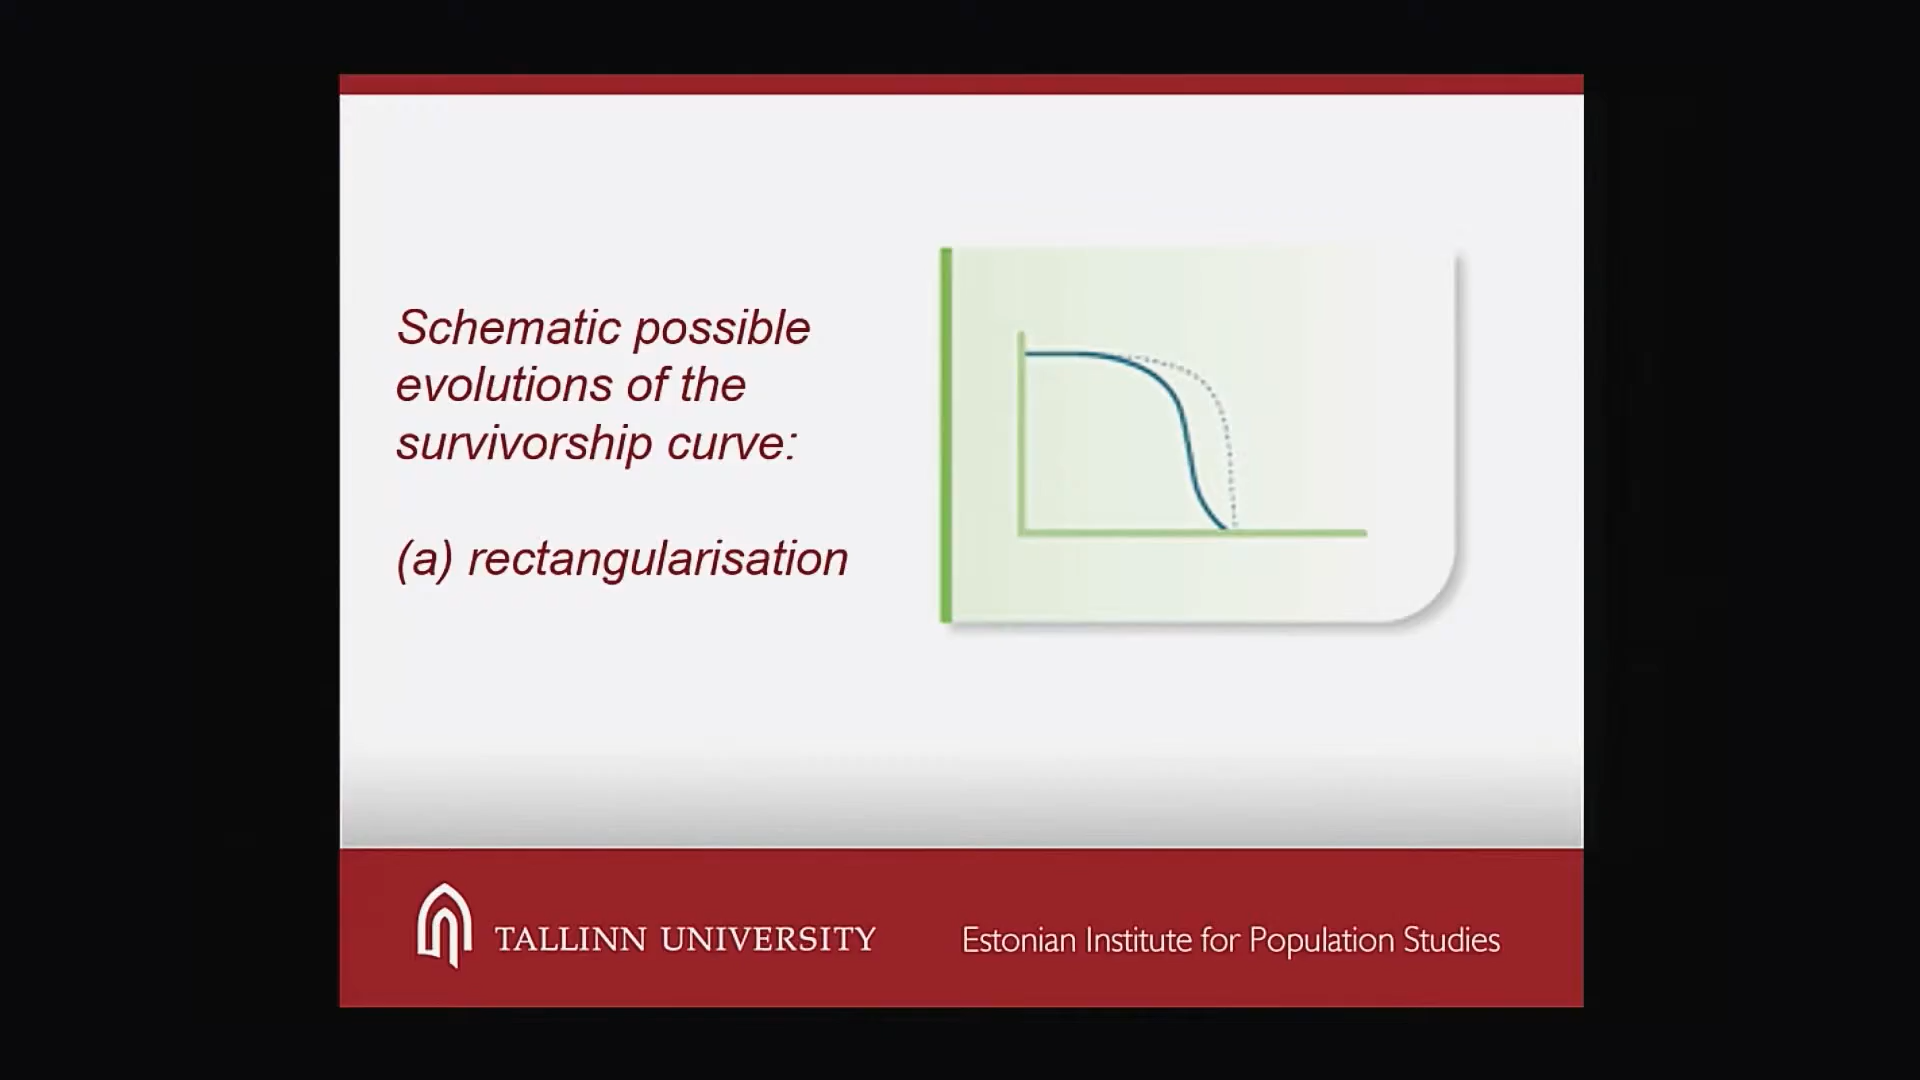 Schematic possible
evolutions of the
survivorship curve:
(a) rectangularisation
TALLINN UNIVERSITY
Estonian Institute for Population Studies